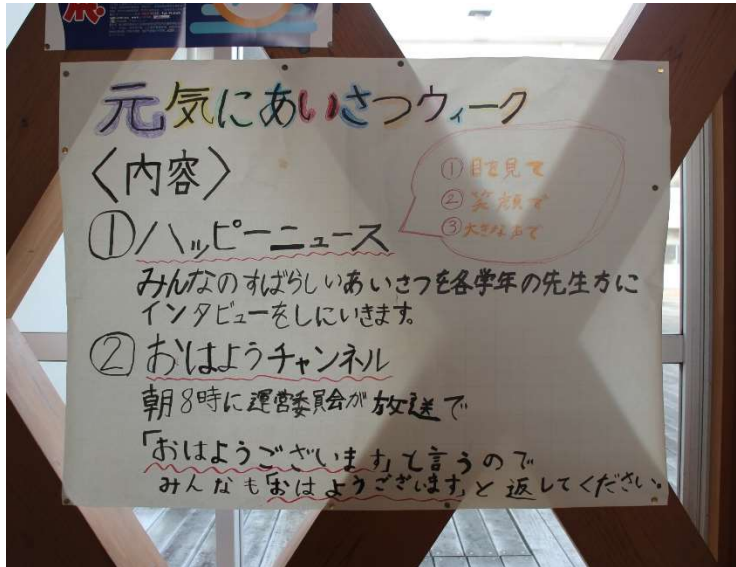 展
元気にあいさつウィーク
〈内容〉
①目を見て
②笑顔で
③大きな声で
①ハッピーニュース
みんなのすばらしいあいさつを各学年の先生方に
インタビューをしにいきます。
②おはようチャンネル
朝8時に運営委員会が放送で
「おはようございます」と言うので
みんなも「おはようございます」と返してください。